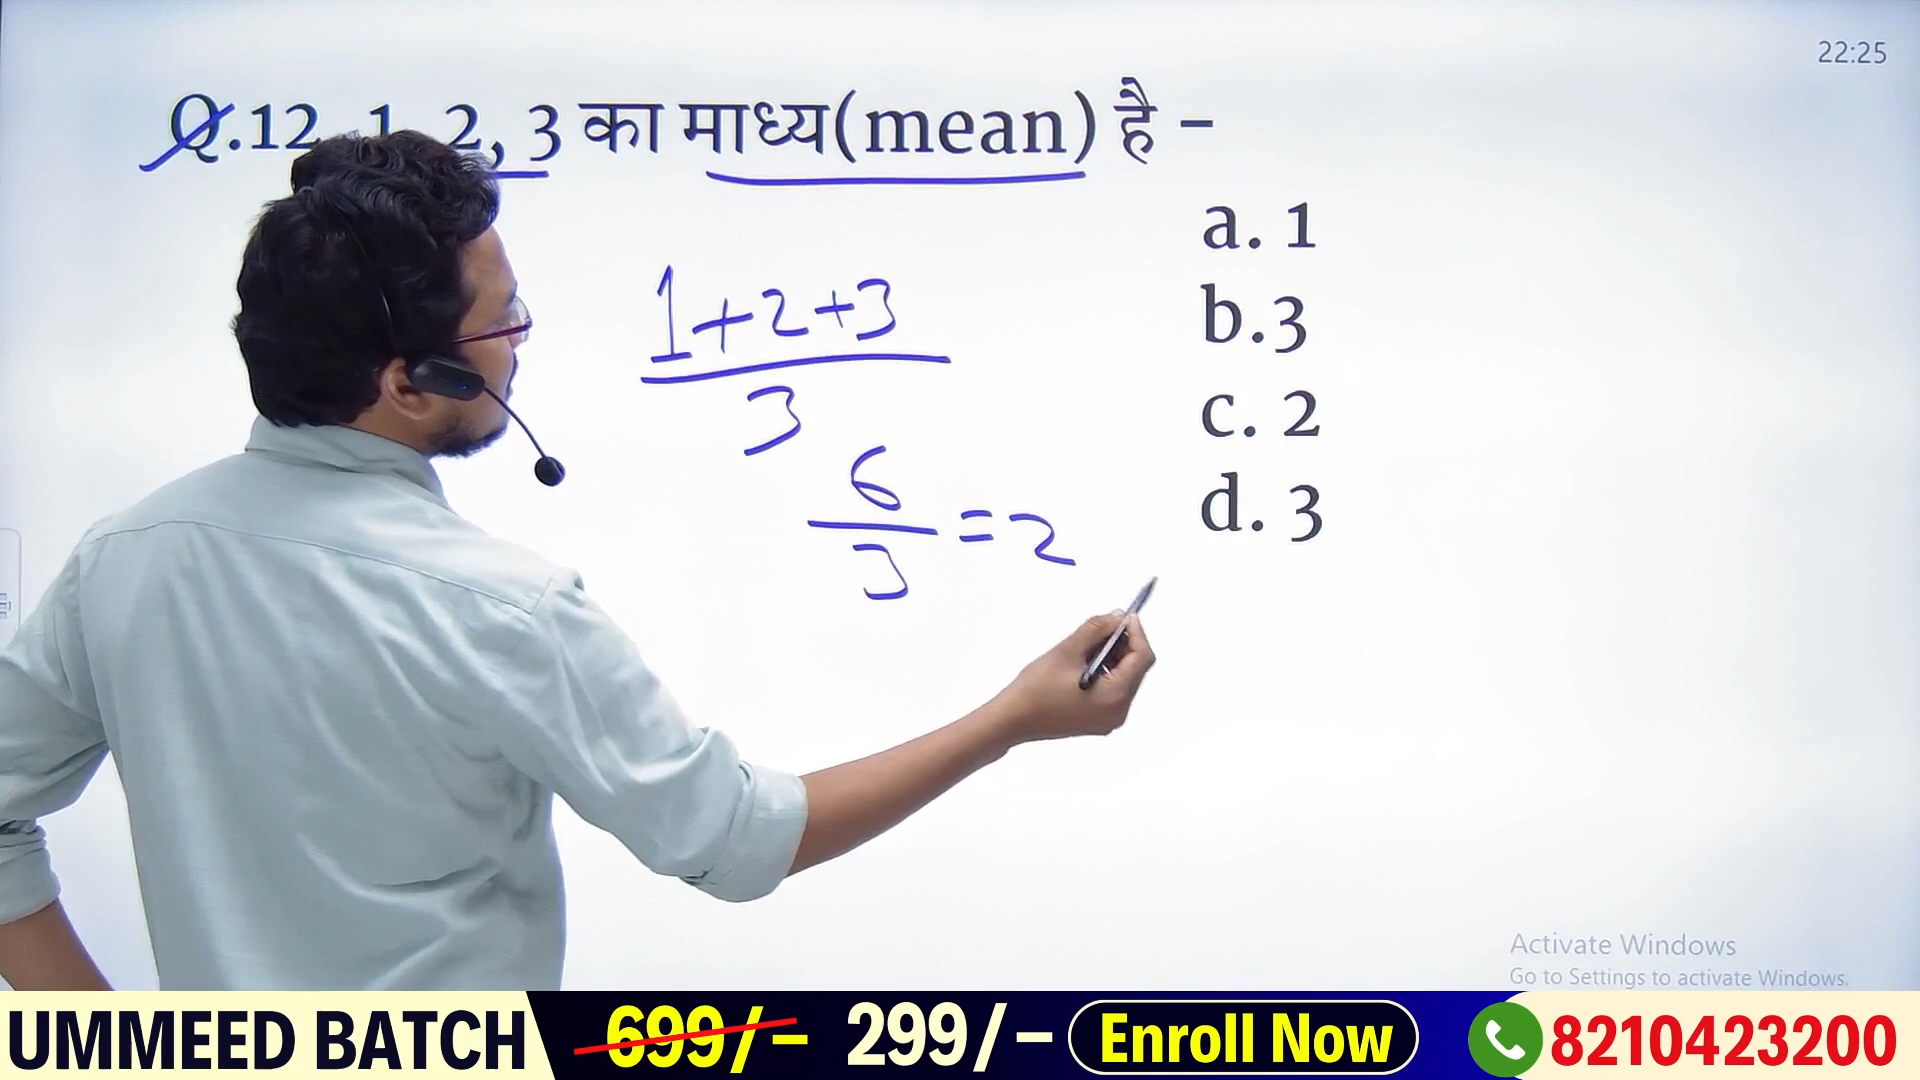 22:25
Q.12 1, 2, 3 का माध्य(mean) है -
a. 1
b.3
c. 2
d. 3
1+2+3
3
6
3
=2
Activate Windows
Go to Settings to activate Windows.
UMMEED BATCH 699/- 299/- Enroll Now 8210423200